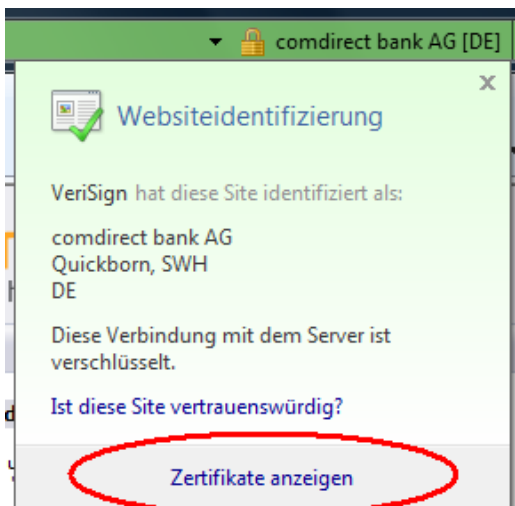 comdirect bank AG [DE]
Websiteidentifizierung
VeriSign hat diese Site identifiziert als:
comdirect bank AG
Quickborn, SWH
DE
Diese Verbindung mit dem Server ist
verschlüsselt.
Ist diese Site vertrauenswürdig?
Zertifikate anzeigen